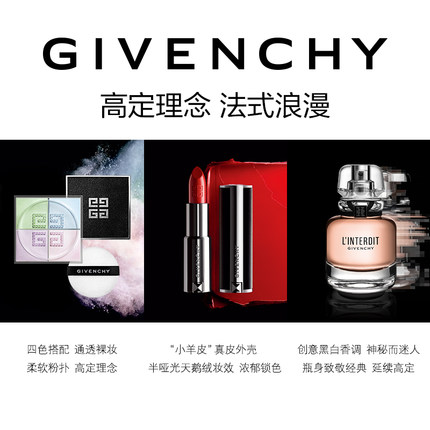 GIVENCHY
高定理念 法式浪漫
GIVENCHY
L'INTERDIT
GIVENCHY
四色搭配 通透裸妆
柔软粉扑 高定理念
“小羊皮”真皮外壳
半哑光天鹅绒妆效 浓郁锁色
创意黑白香调 神秘而迷人
瓶身致敬经典 延续高定